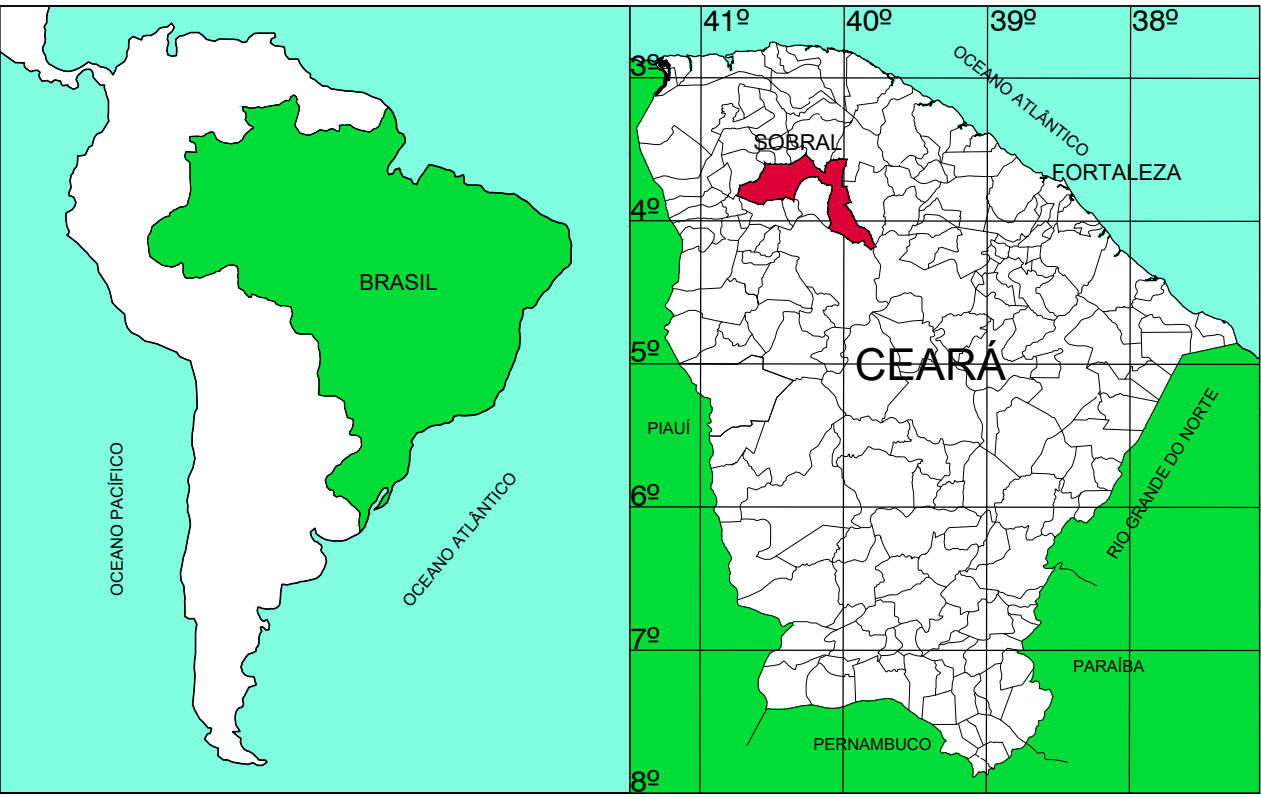 BRASIL
OCEANO PACÍFICO
OCEANO ATLÂNTICO
41º
40º
39º
38º
3º
OCEANO ATLÂNTICO
SOBRAL
FORTALEZA
4º
CEARÁ
5º
PIAUÍ
RIO GRANDE DO NORTE
6º
7º
PARAÍBA
PERNAMBUCO
8º